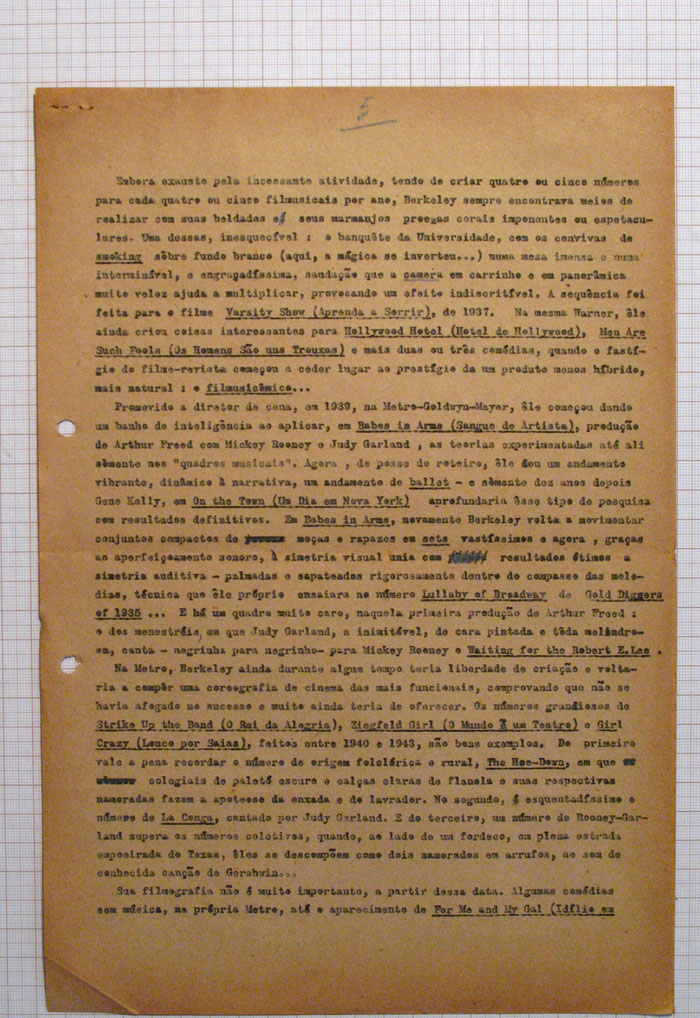 5
Embora exausto pela incessante atividade, tendo de criar quatro ou cinco números
para cada quatro ou cinco filmusicais por ano, Berkeley sempre encontrava meios de
realizar com suas beldades e seus marmanjos proezas corais imponentes ou espetacu-
lares. Uma dessas, inesquecível : o banquête da Universidade, com os convivas de
smoking sôbre fundo branco (aqui, a mágica se inverteu...) numa mesa imensa e numa
interminável, e engraçadíssima, saudação que a camera em carrinho e em panorâmica
muito veloz ajuda a multiplicar, provocando um efeito indiscritível. A sequência foi
feita para o filme Varsity Show (Aprenda a Sorrir), de 1937. Na mesma Warner, êle
ainda criou coisas interessantes para Hollywood Hotel (Hotel de Hollywood), Men Are
Such Fools (Os Homens São uns Trouxas) e mais duas ou três comédias, quando o fastí-
gio do filme-revista começou a ceder lugar ao prestígio da um produto menos híbrido,
mais natural : o filmusicômico...
Promovido a diretor de cena, em 1939, na Metro-Goldwyn-Mayer, êle começou dando
um banho de inteligência ao aplicar, em Babes in Arms (Sangue de Artista), produção
de Arthur Freed com Mickey Rooney e Judy Garland , as teorias experimentadas até ali
sòmente nos "quadros musicais". Agora , de posse do roteiro, êle deu um andamento
vibrante, dinâmico à narrativa, um andamento de ballet - e sòmente dez anos depois
Gene Kelly, em On the Town (Um Dia em Nova York) aprofundaria êsse tipo de pesquisa
com resultados definitivos. Em Babes in Arms, novamente Berkeley volta a movimentar
conjuntos compactos de moças e rapazes em sets vastíssimos e agora , graças
ao aperfeiçoamento sonoro, à simetria visual unia com resultados ótimos a
simetria auditiva - palmadas e sapateados rigorosamente dentro do compasso das melo-
dias, técnica que êle próprio ensaiara no número Lullaby of Broadway de Gold Diggers
of 1935 ... E há um quadro muito caro, naquela primeira produção de Arthur Freed :
o dos menestréis, em que Judy Garland, a inimitável, de cara pintada e tôda melândro-
sa, canta - negrinha para negrinho- para Mickey Rooney o Waiting for the Robert E.Lee .
Na Metro, Berkeley ainda durante algum tempo teria liberdade de criação e volta-
ria a compôr uma coreografia de cinema das mais funcionais, comprovando que não se
havia afogado no sucesso e muito ainda teria de oferecer. Os números grandiosos de
Strike Up the Band (O Rei da Alegria), Ziegfeld Girl (O Mundo É um Teatro) e Girl
Crazy (Louco por Saias), feitos entre 1940 e 1943, são bons exemplos. Do primeiro
vale a pena recordar o número de origem folclórica e rural, The Hoe-Down, em que
colegiais de paletó escuro e calças claras de flanela e suas respectivas
namoradas fazem a apoteose da enxada e do lavrador. No segundo, é esquentadíssimo o
número de La Conga, cantado por Judy Garland. E do terceiro, um número de Rooney-Gar-
land supera os números coletivos, quando, ao lado de um fordeco, em plena estrada
empoeirada do Texas, êles se descompõem como dois namorados em arrufos, ao som de
conhecida canção de Gershwin...
Sua filmografia não é muito importante, a partir dessa data. Algumas comédias
sem música, na própria Metro, até o aparecimento de For Me and My Gal (Idílio em